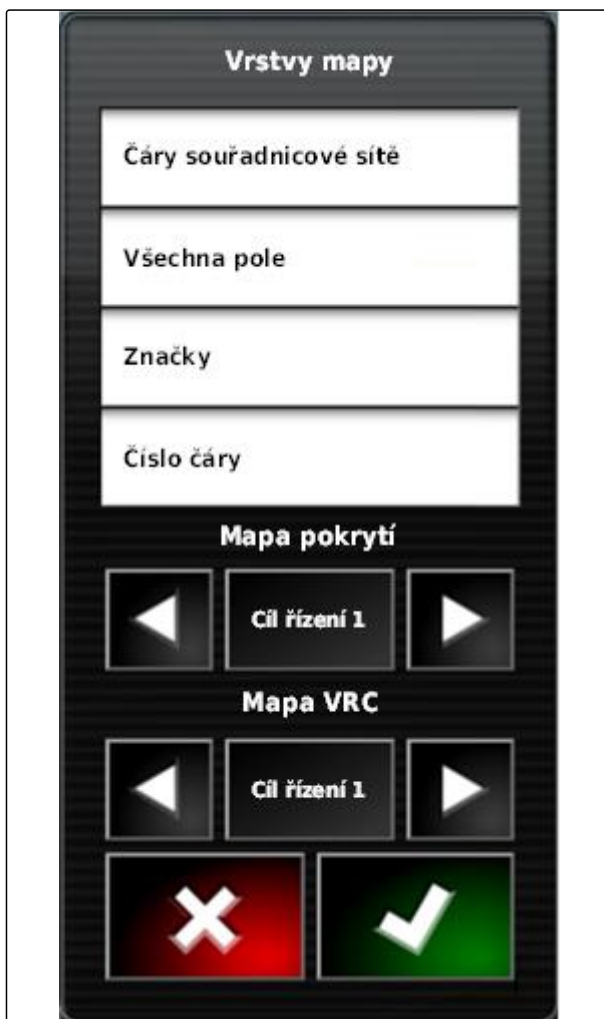 Vrstvy mapy
Čáry souřadnicové sítě
Všechna pole
Značky
Číslo čáry
Mapa pokrytí
Cíl řízení 1
Mapa VRC
Cíl řízení 1